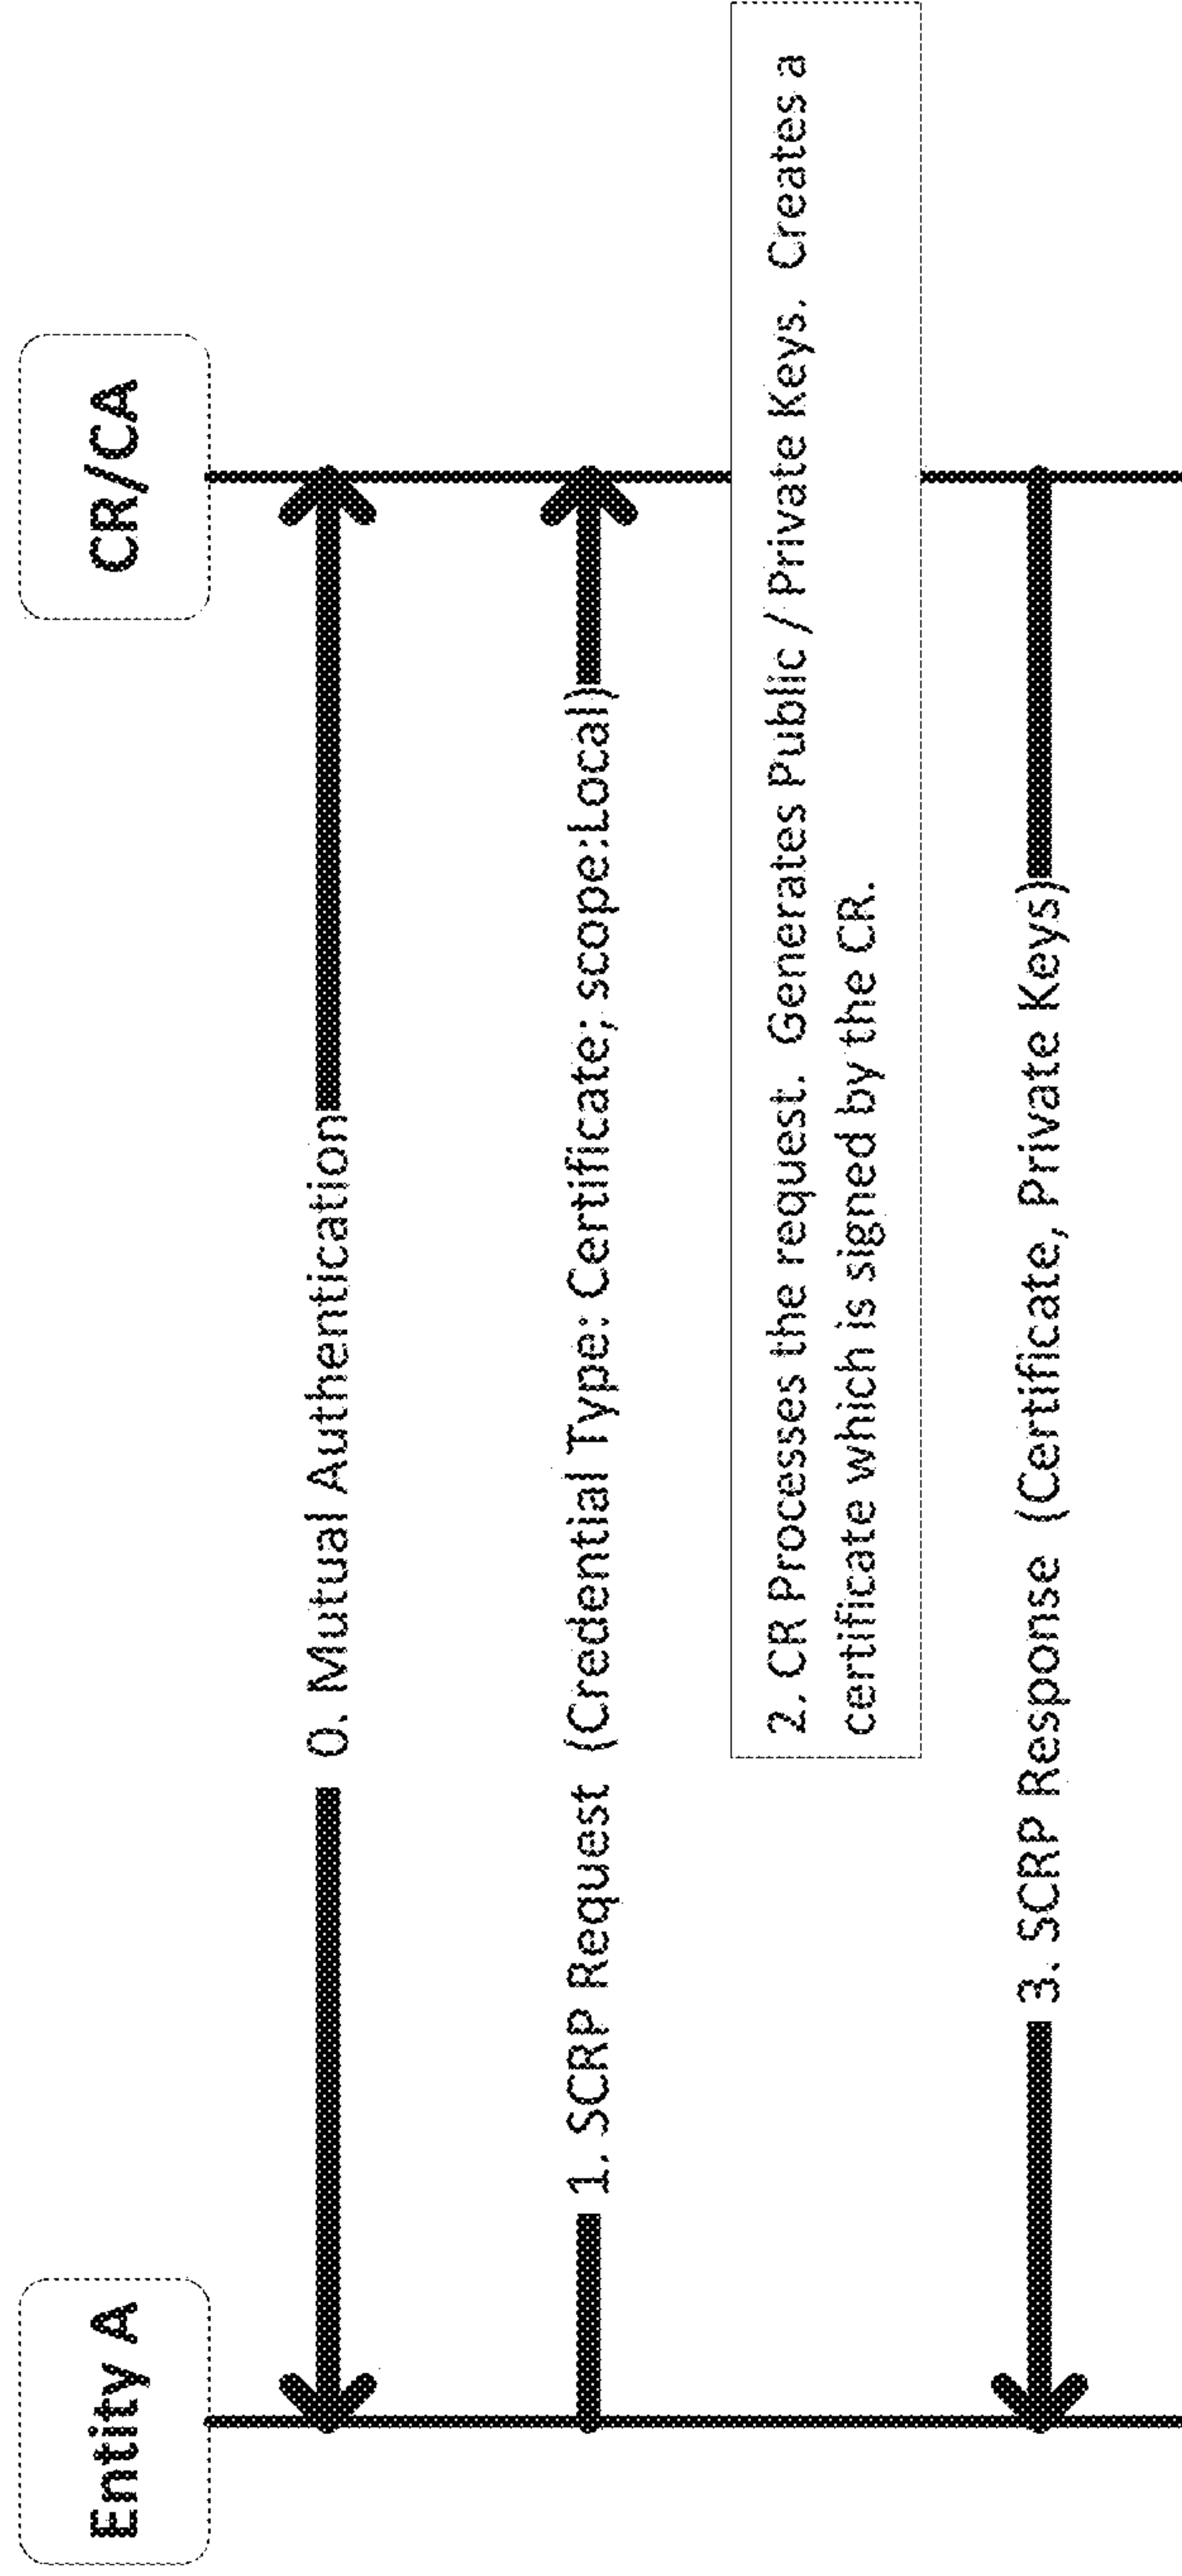 Entity A
CR/CA
0. Mutual Authentication
1. SCRP Request (Credential Type: Certificate; scope:Local)
2. CR Processes the request. Generates Public / Private Keys. Creates a
certificate which is signed by the CR.
3. SCRP Response (Certificate, Private Keys)